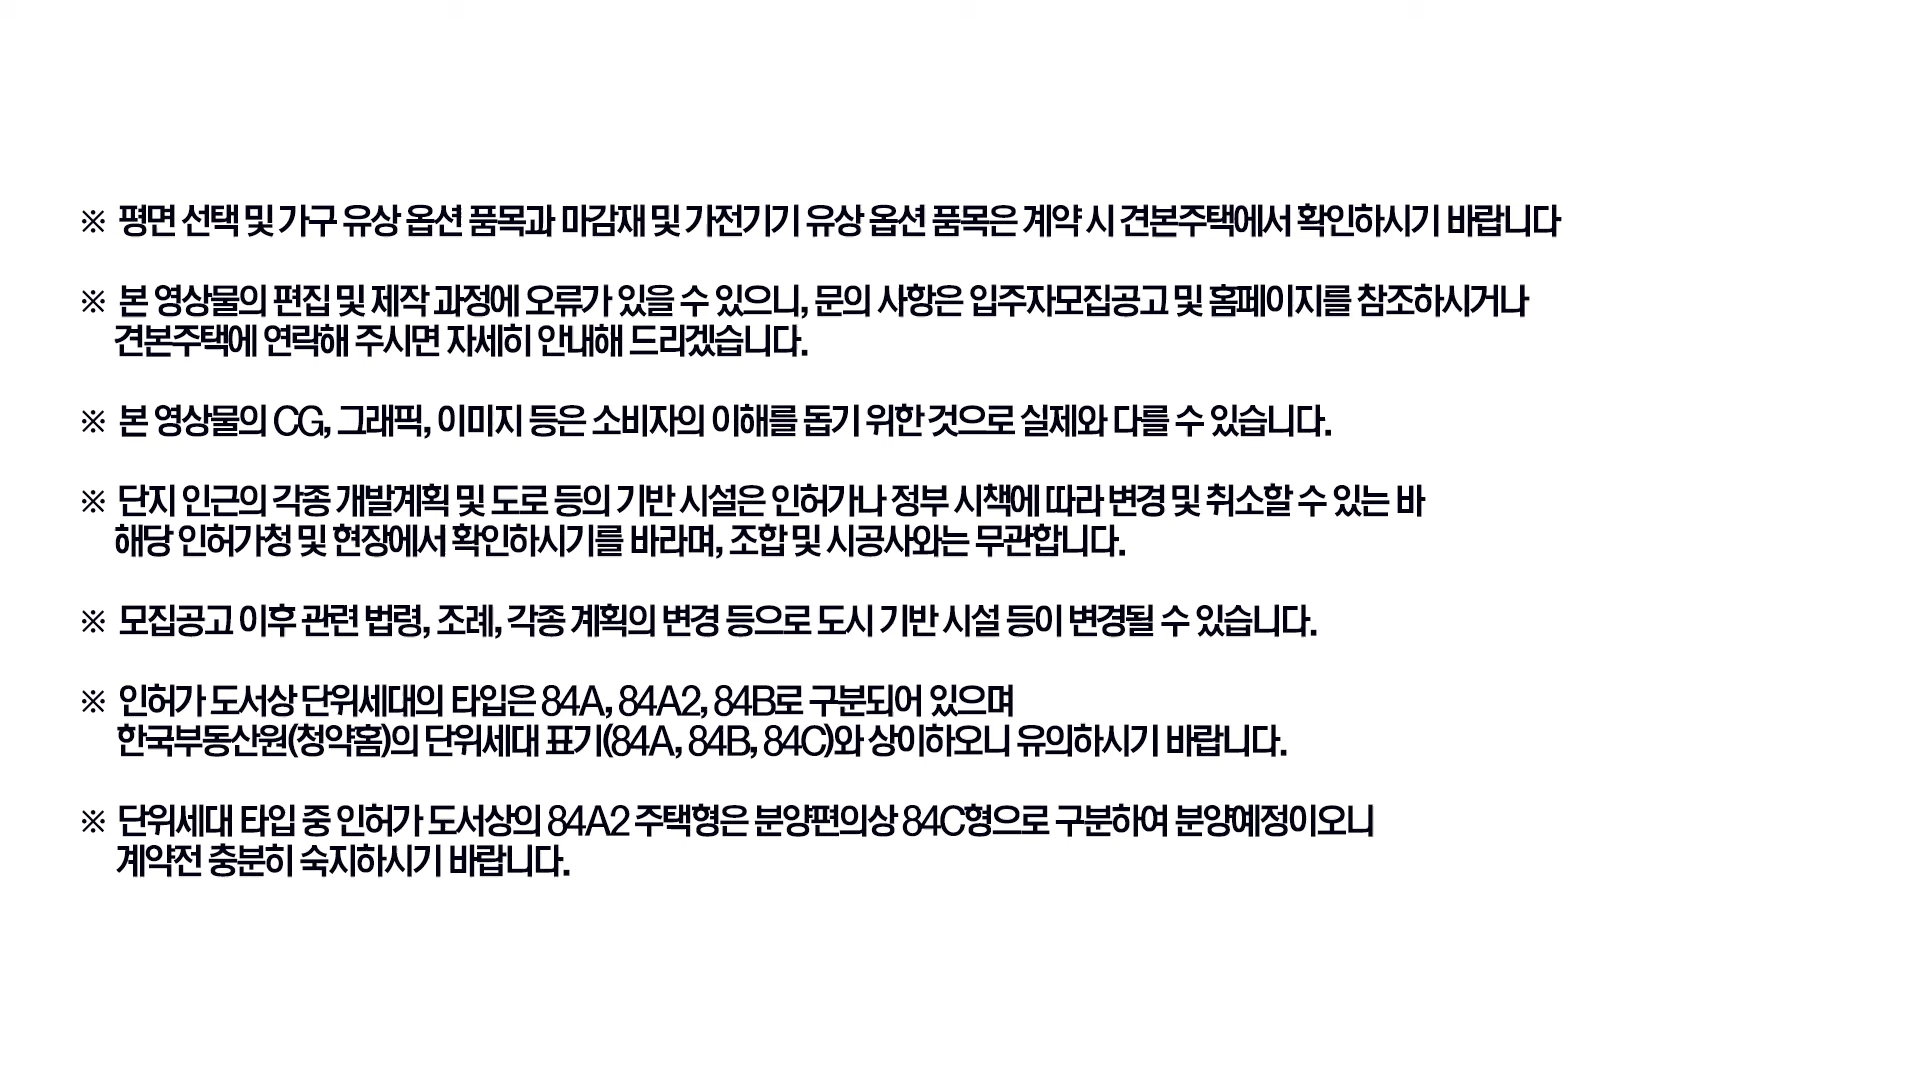 ※ 평면 선택 및 가구 유상 옵션 품목과 마감재 및 가전기기 유상 옵션 품목은 계약 시 견본주택에서 확인하시기 바랍니다
※ 본 영상물의 편집 및 제작 과정에 오류가 있을 수 있으니, 문의 사항은 입주자모집공고 및 홈페이지를 참조하시거나
견본주택에 연락해 주시면 자세히 안내해 드리겠습니다.
※ 본 영상물의 CG, 그래픽, 이미지 등은 소비자의 이해를 돕기 위한 것으로 실제와 다를 수 있습니다.
※ 단지 인근의 각종 개발계획 및 도로 등의 기반 시설은 인허가나 정부 시책에 따라 변경 및 취소할 수 있는 바
해당 인허가청 및 현장에서 확인하시기를 바라며, 조합 및 시공사와는 무관합니다.
※ 모집공고 이후 관련 법령, 조례, 각종 계획의 변경 등으로 도시 기반 시설 등이 변경될 수 있습니다.
※ 인허가 도서상 단위세대의 타입은 84A, 84A2, 84B로 구분되어 있으며
한국부동산원(청약홈)의 단위세대 표기(84A, 84B, 84C)와 상이하오니 유의하시기 바랍니다.
※ 단위세대 타입 중 인허가 도서상의 84A2 주택형은 분양편의상 84C형으로 구분하여 분양예정이오니
계약전 충분히 숙지하시기 바랍니다.